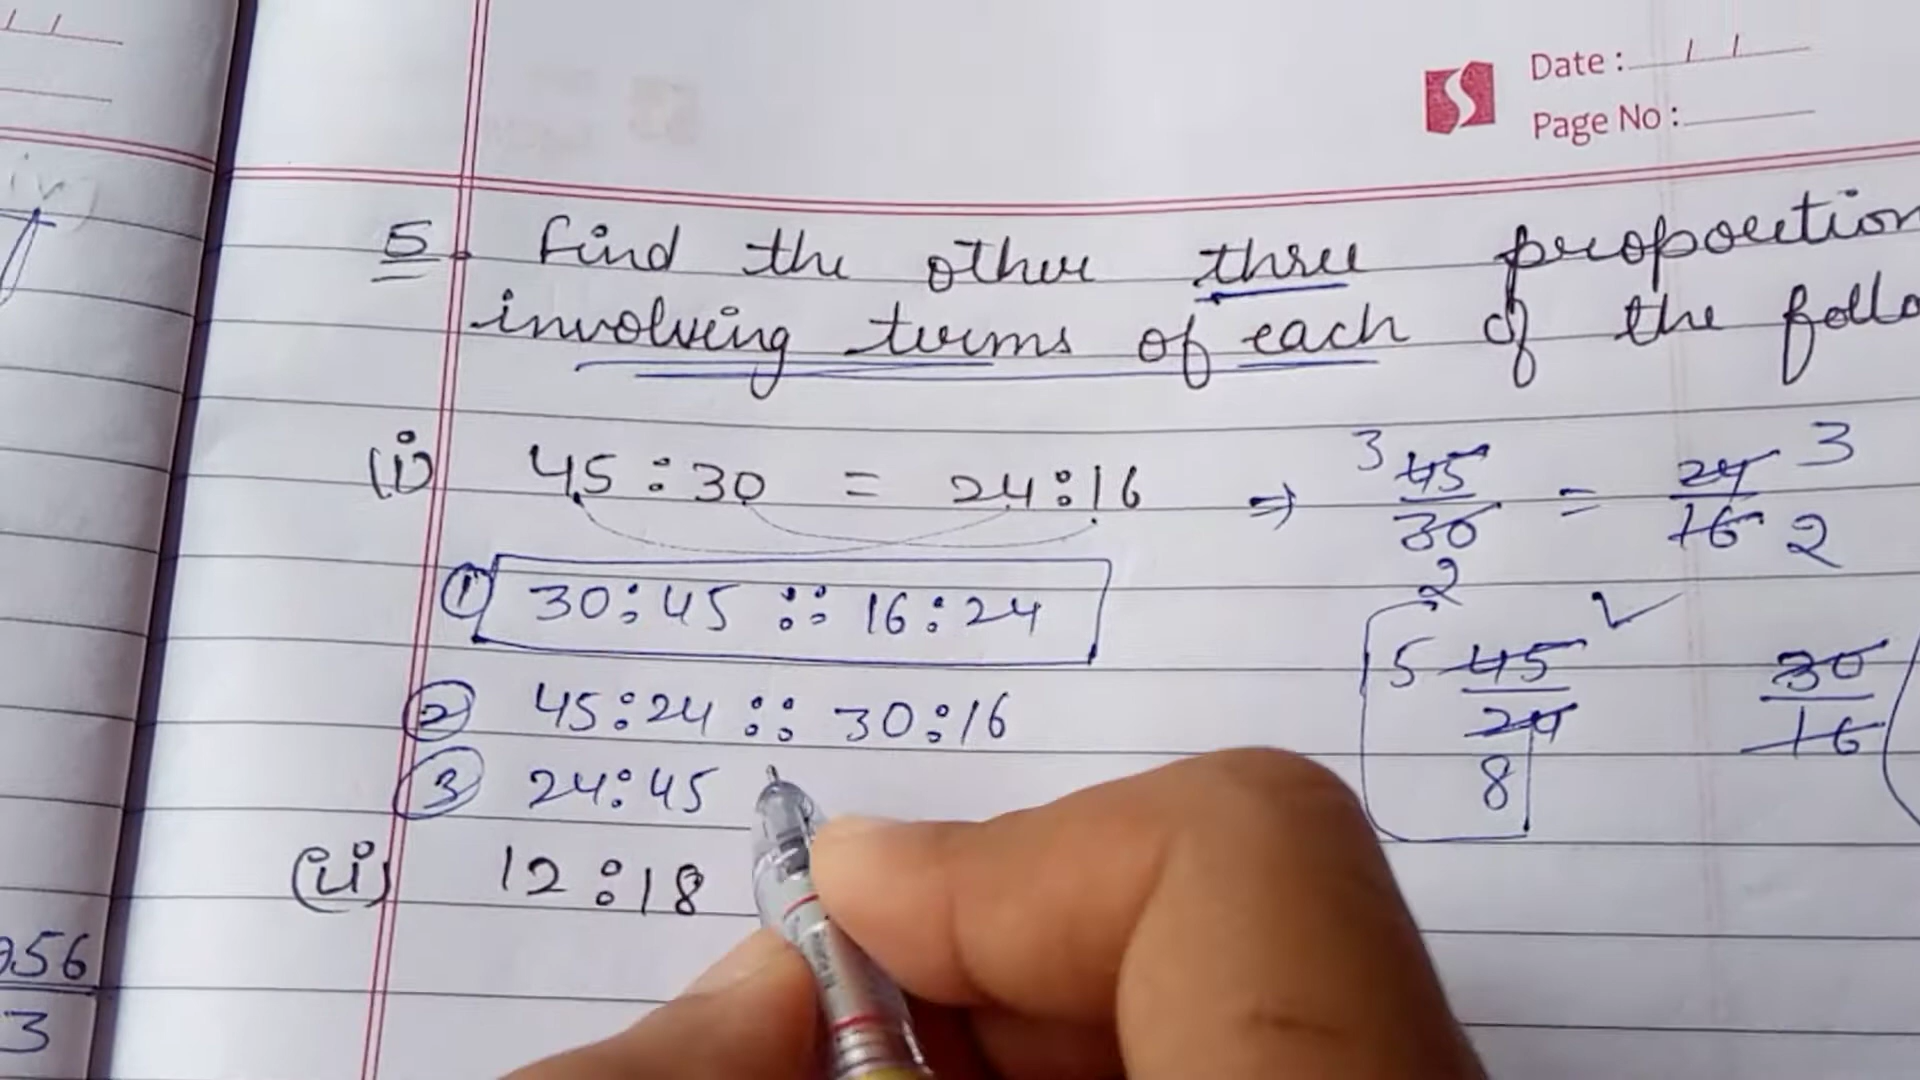 Date :
Page No :
5. Find the other three proportion
involving terms of each of the follo
(i) 45 : 30 = 24 : 16 ⇒ 3 45/30 2 = 24/16 3 2
① 30 : 45 :: 16 : 24
② 45 : 24 :: 30 : 16
5 45/24 8 ✓ 30/16
③ 24 : 45
(ii) 12 : 18
56
3